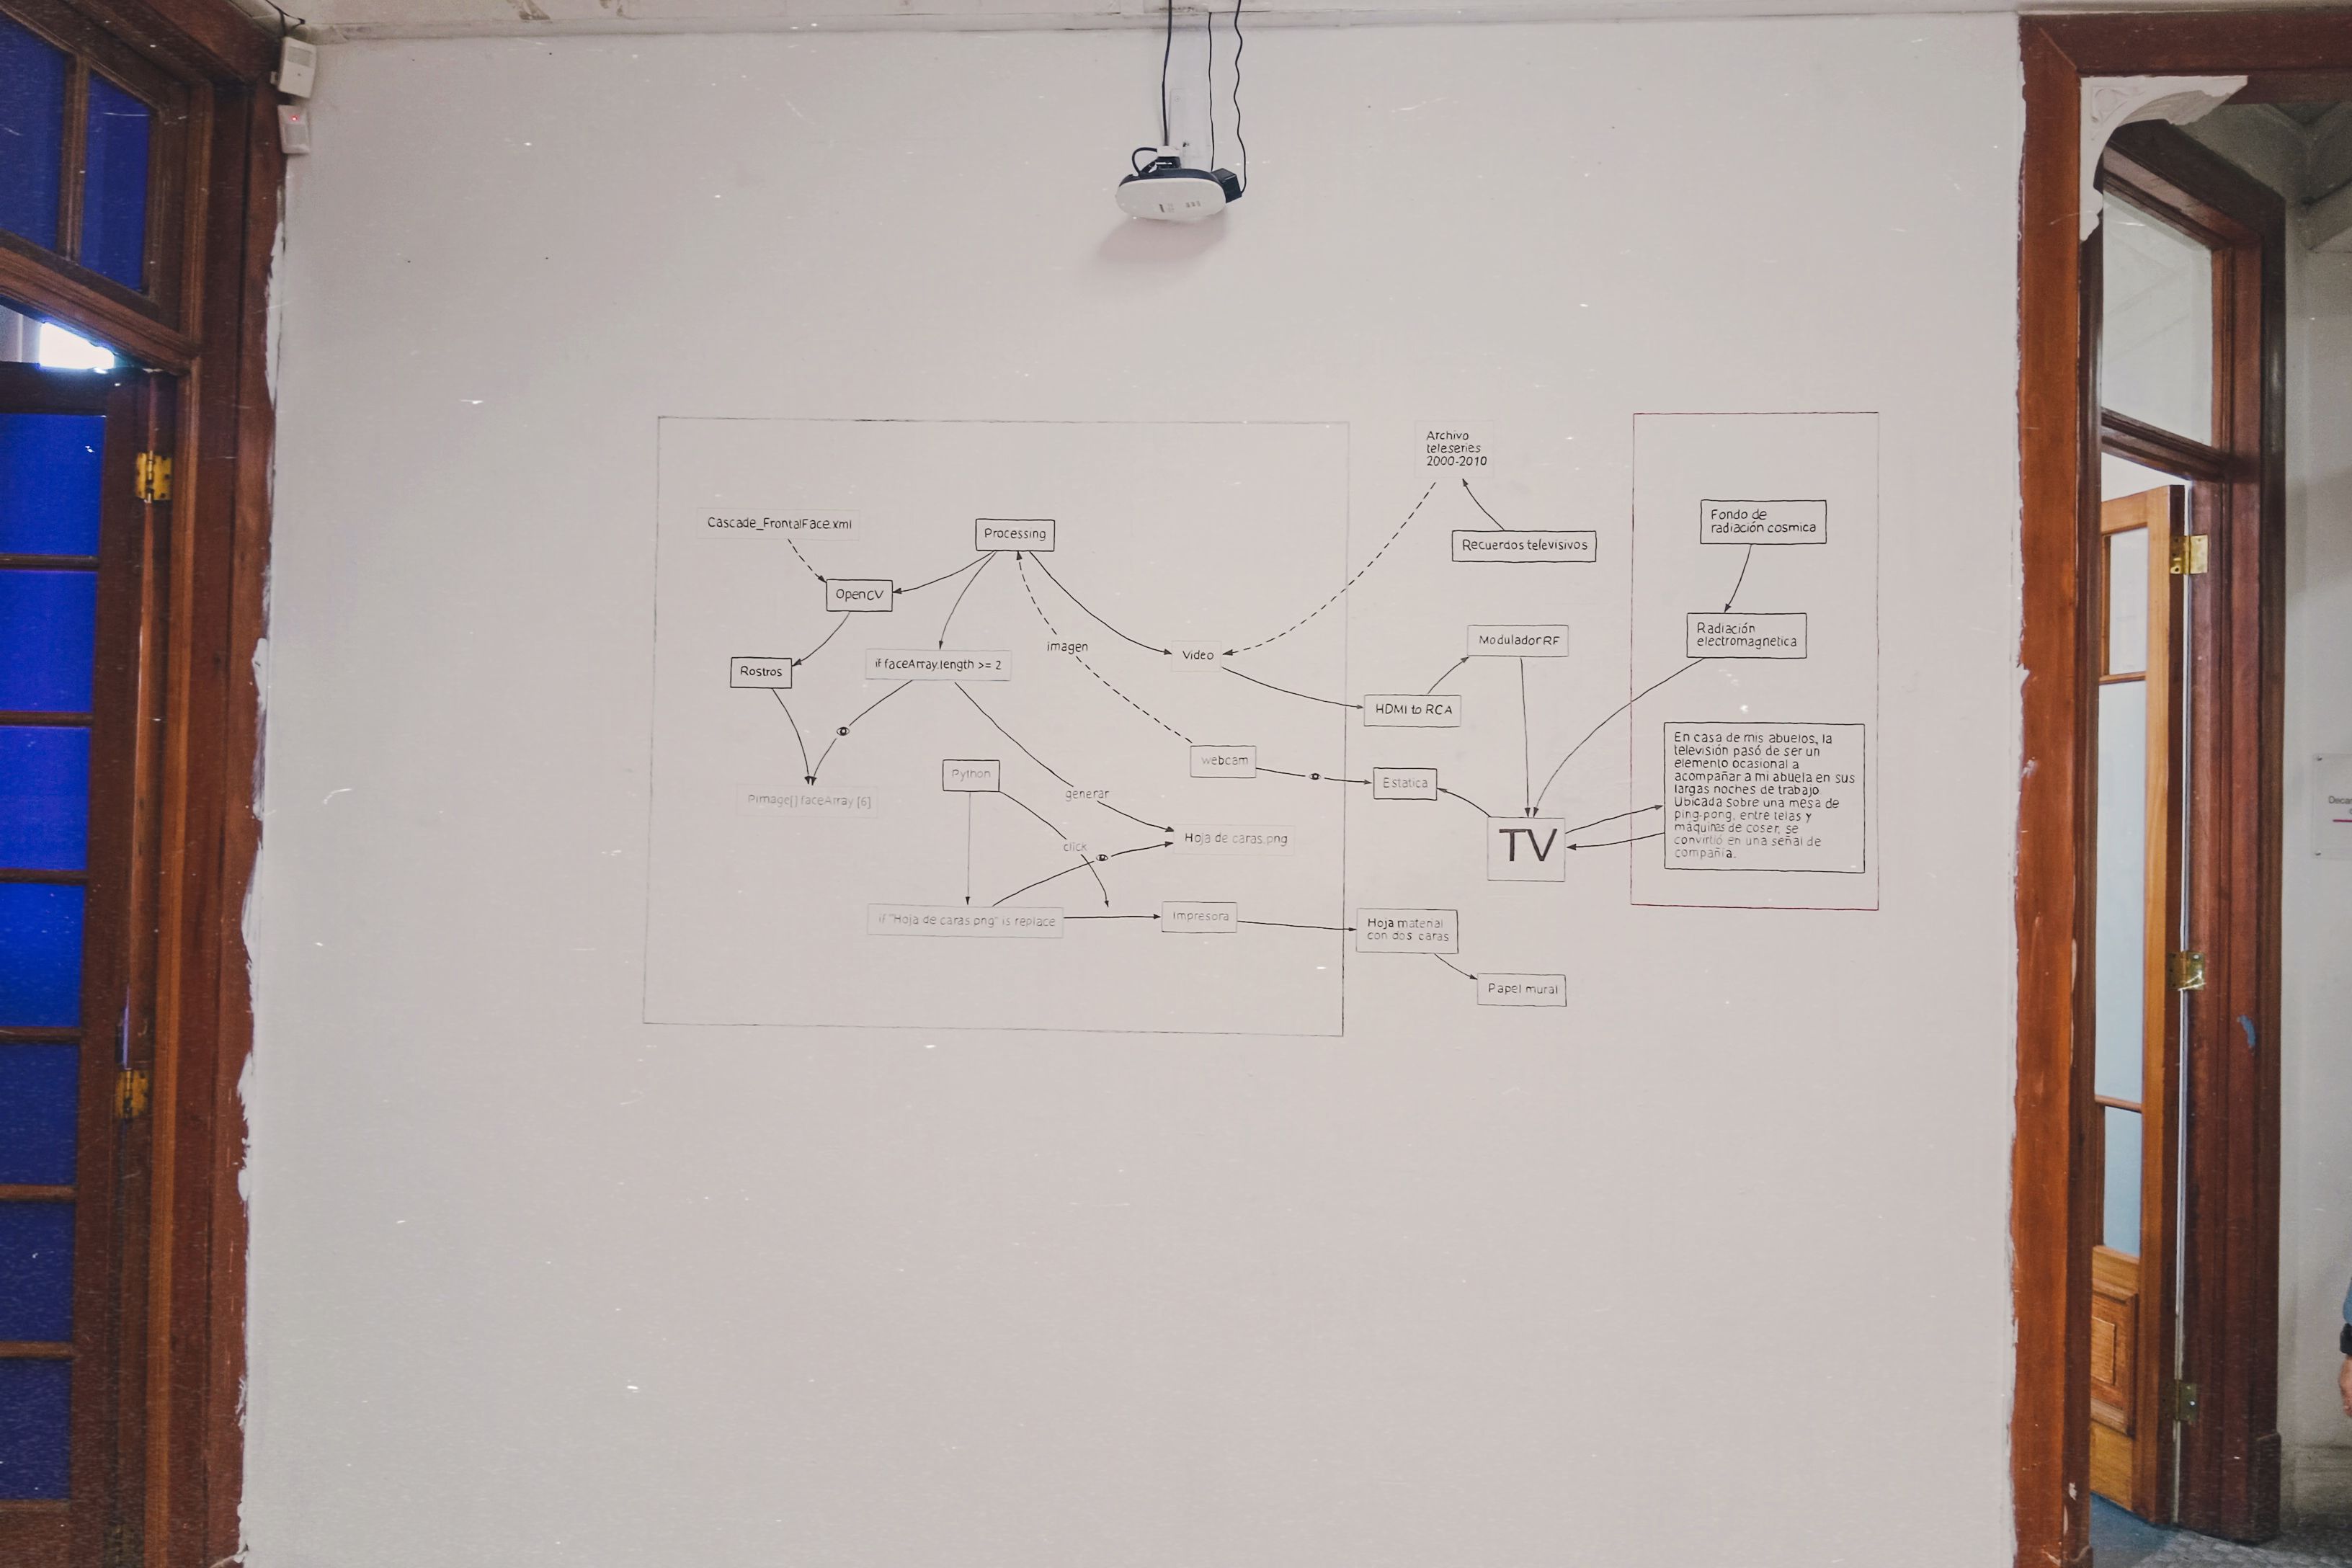 Archivo
teleseries
2000-2010
Cascade_FrontalFace.xml
Processing
Recuerdos televisivos
Fondo de
radiación cosmica
OpenCV
imagen
Video
Modulador RF
Radiación
electromagnetica
Rostros
if faceArray.length >= 2
HDMI to RCA
webcam
Estatica
Python
PImage[] faceArray [6]
generar
Hoja de caras.png
click
TV
En casa de mis abuelos, la
televisión pasó de ser un
elemento ocasional a
acompañar a mi abuela en sus
largas noches de trabajo.
Ubicada sobre una mesa de
ping-pong, entre telas y
máquinas de coser, se
convirtió en una señal de
compañía.
if "Hoja de caras.png" is replace
Impresora
Hoja material
con dos caras
Papel mural